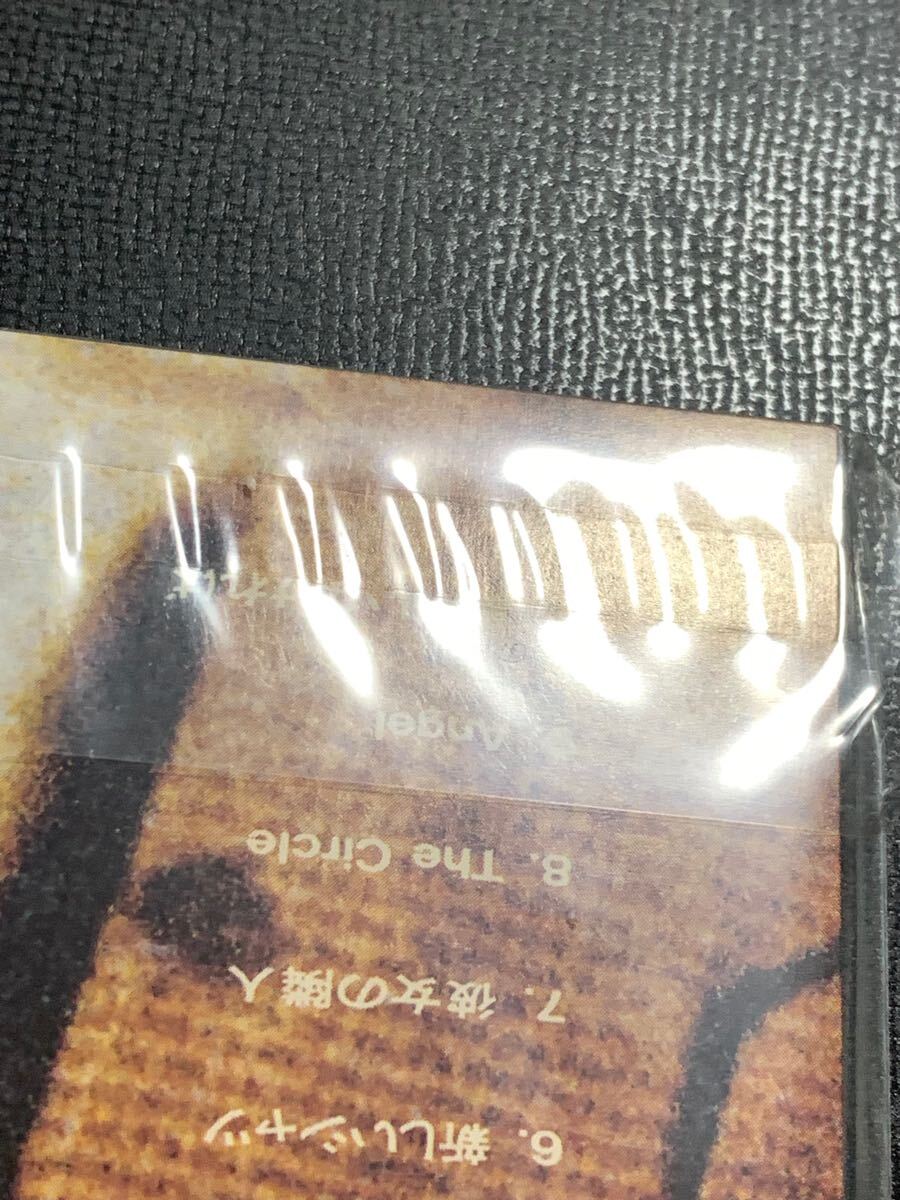 6. 新しいシャツ
7. 彼女の隣人
8. The Circle
Angel